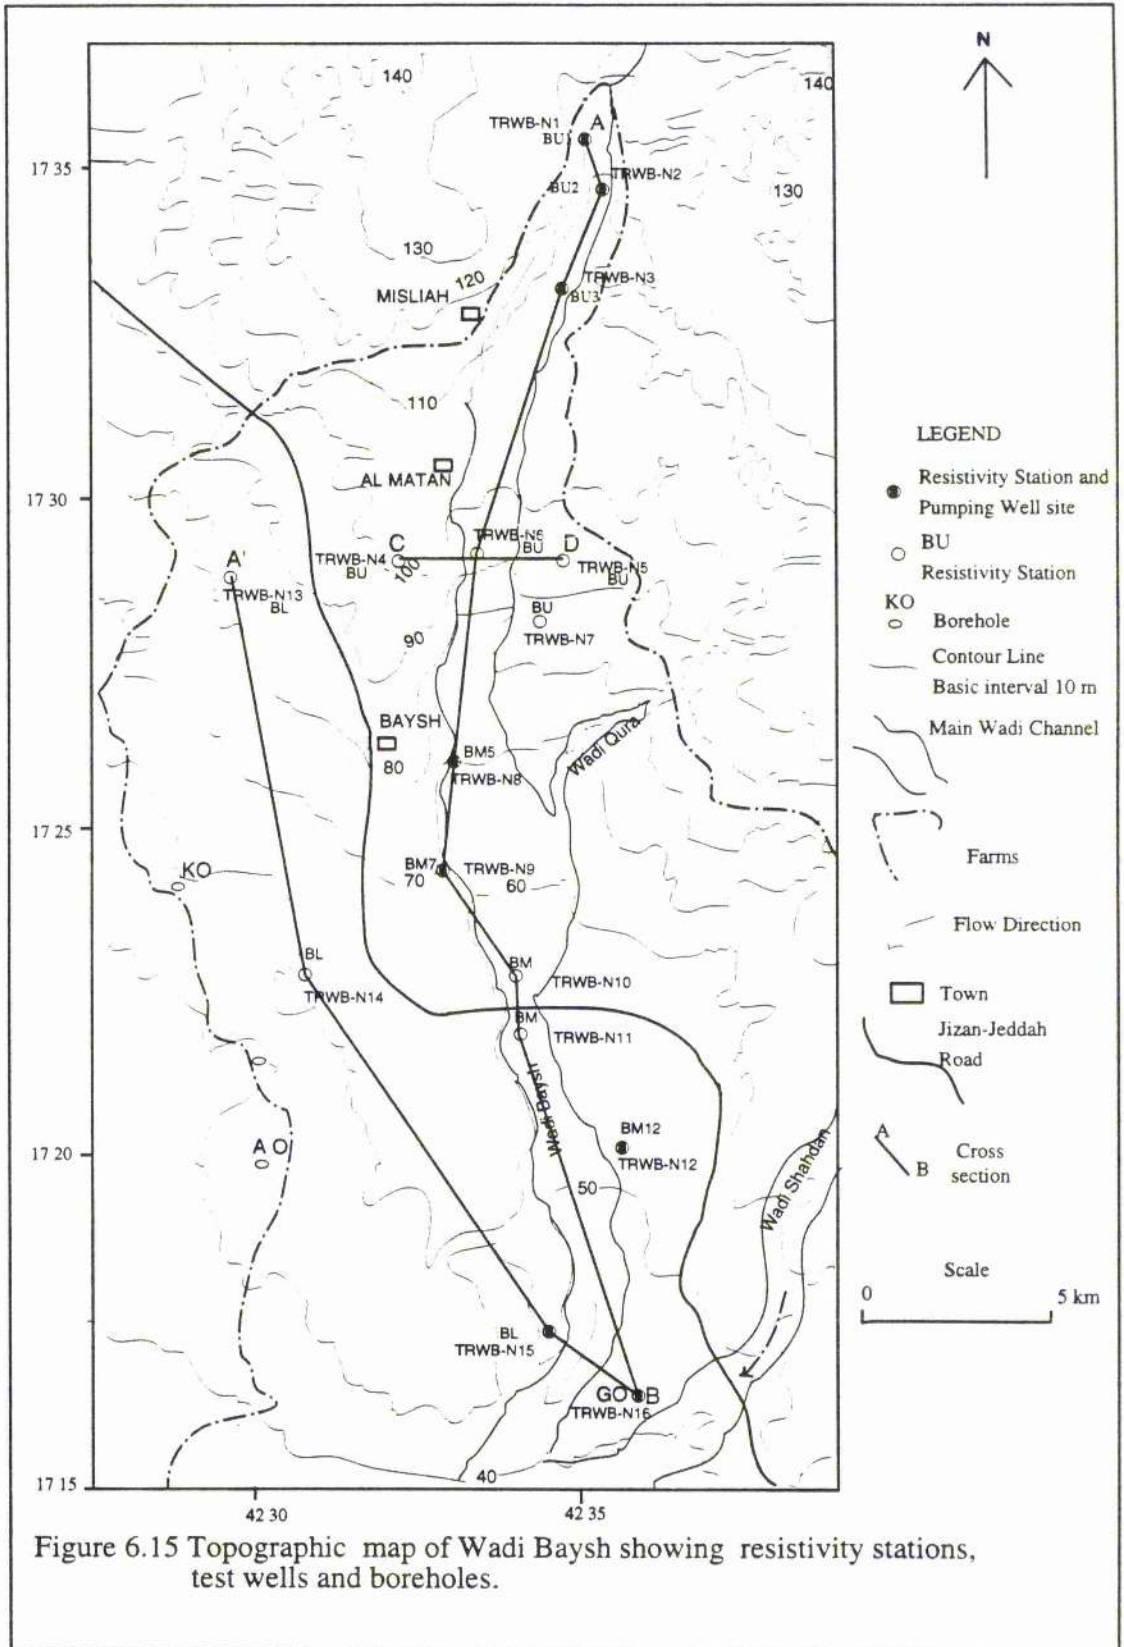 N
140
140
TRWB-N1
A
BU
17 35
TRWB-N2
BU2
130
130
120
TRWB-N3
BU3
MISLIAH
110
AL MATAN
17 30
TRWB-N6
BU
C
D
TRWB-N4
BU
100
TRWB-N5
BU
A'
TRWB-N13
BL
BU
TRWB-N7
90
BAYSH
80
BM5
TRWB-N8
Wadi Qura
17 25
BM7
TRWB-N9
70
60
KO
BL
TRWB-N14
BM
TRWB-N10
BM
TRWB-N11
Wadi Baysh
BM12
TRWB-N12
17 20
A O
50
Wadi Shahdan
BL
TRWB-N15
GO
B
TRWB-N16
40
17 15
42 30
42 35
LEGEND
Resistivity Station and
Pumping Well site
BU
Resistivity Station
KO
Borehole
Contour Line
Basic interval 10 m
Main Wadi Channel
Farms
Flow Direction
Town
Jizan-Jeddah
Road
A
B
Cross
section
Scale
0
5 km
Figure 6.15 Topographic map of Wadi Baysh showing resistivity stations,
test wells and boreholes.